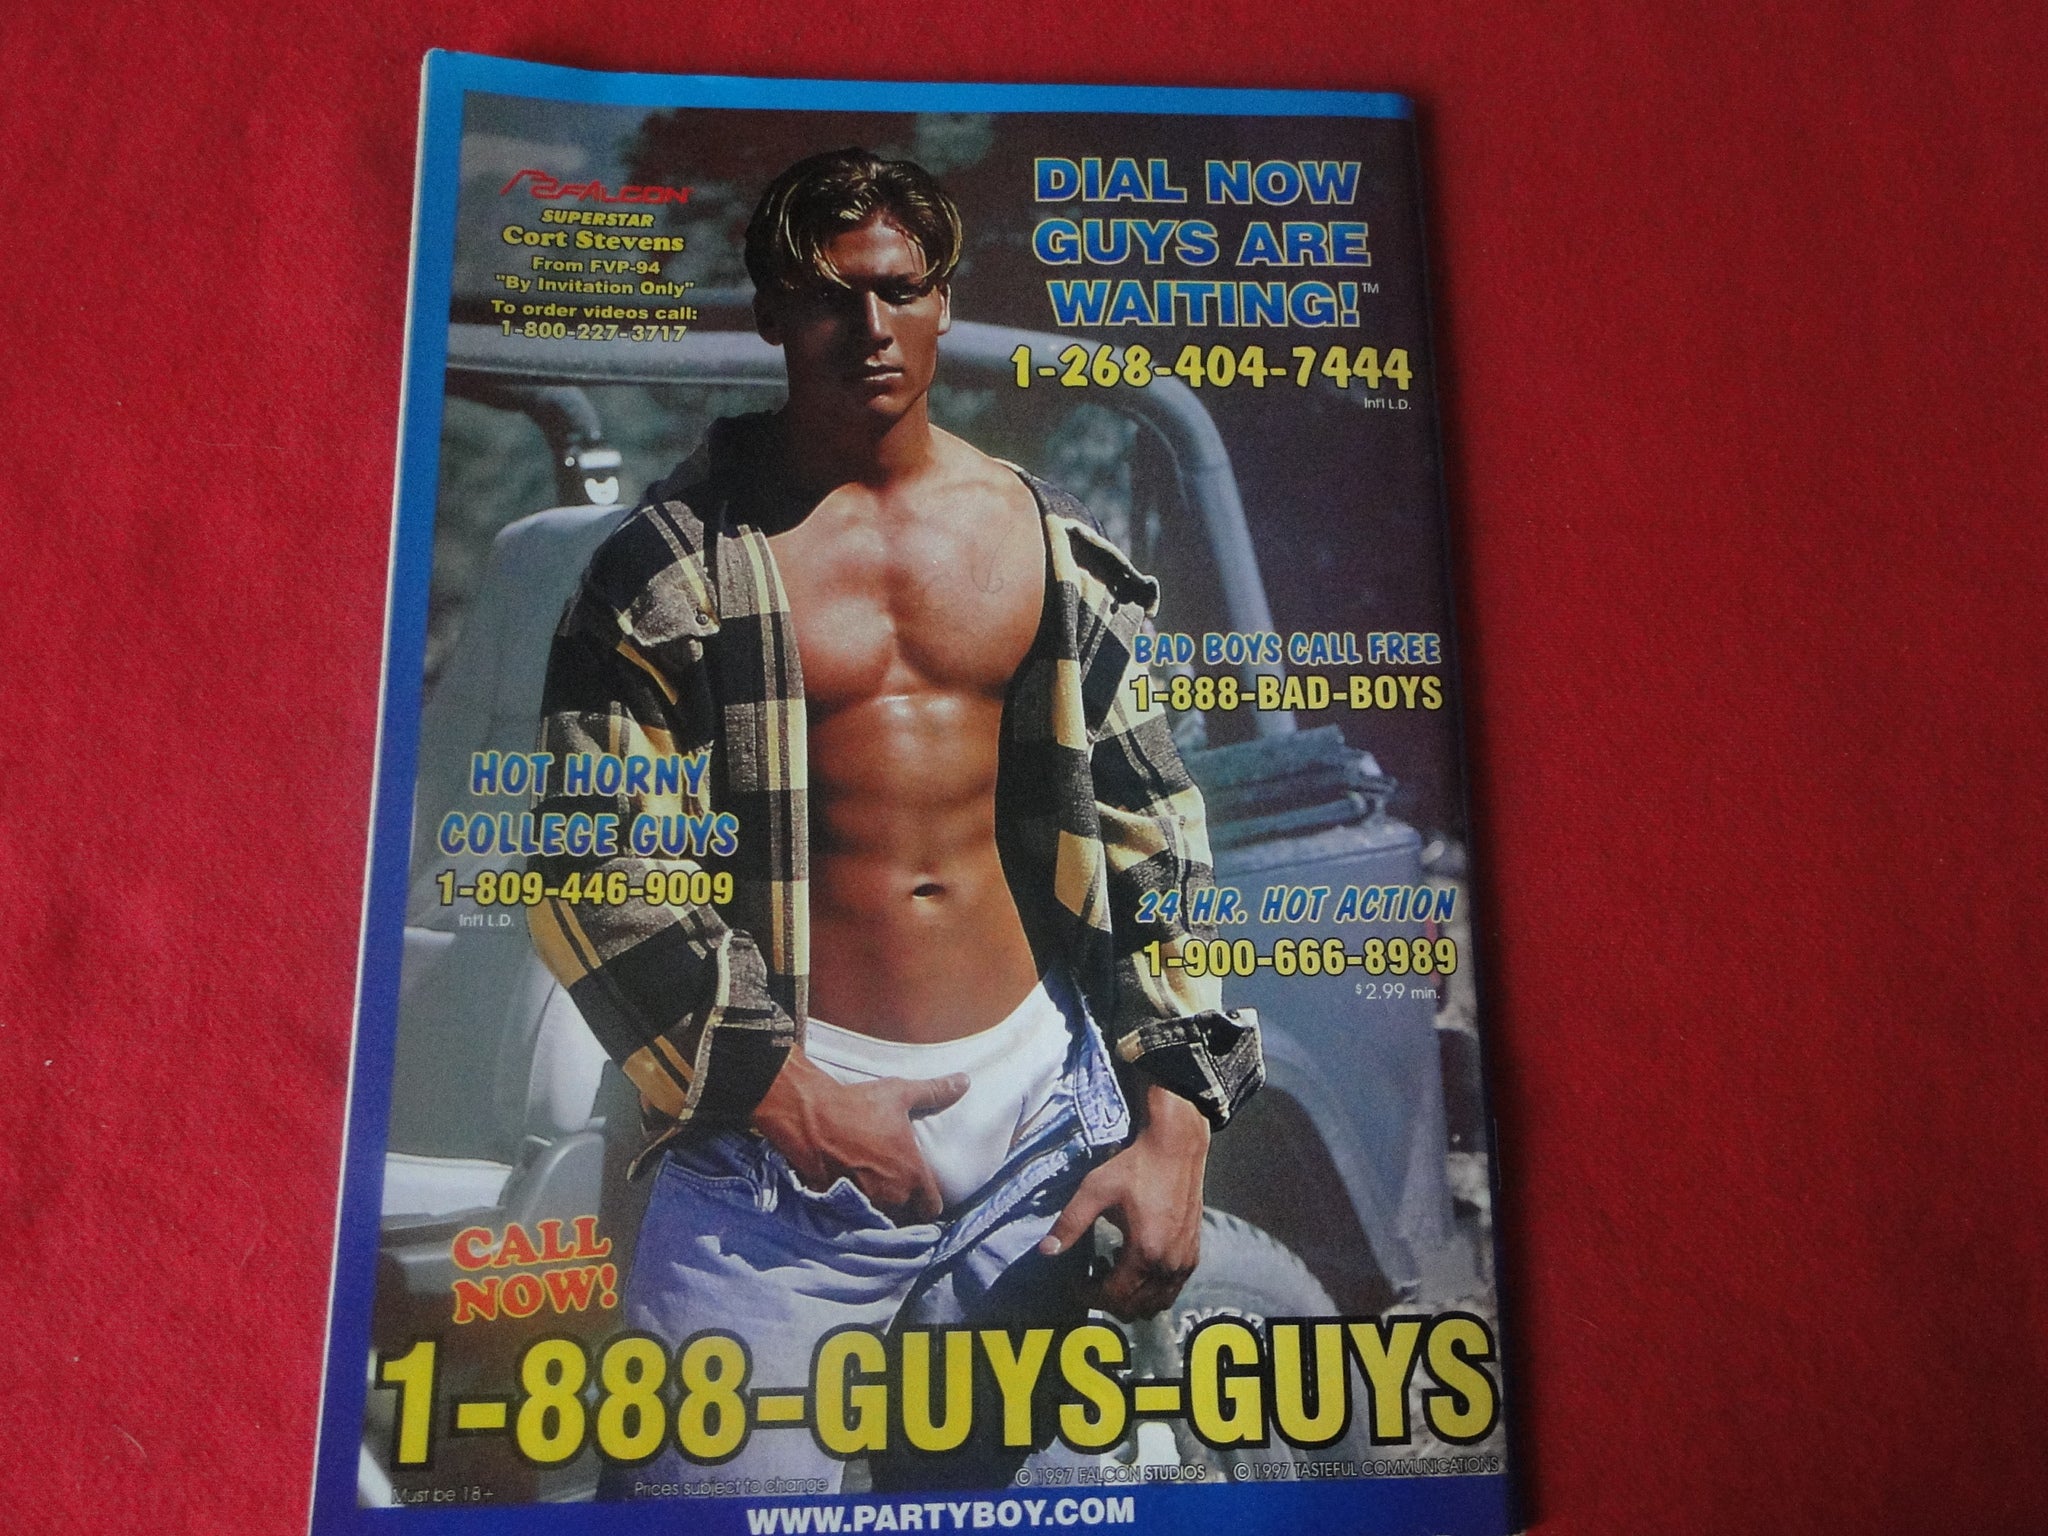 FALCON
SUPERSTAR
Cort Stevens
From FVP-94
"By Invitation Only"
To order videos call:
1-800-227-3717
DIAL NOW
GUYS ARE
WAITING!™
1-268-404-7444
Int'l L.D.
BAD BOYS CALL FREE
1-888-BAD-BOYS
HOT HORNY
COLLEGE GUYS
1-809-446-9009
Int'l L.D.
24 HR. HOT ACTION
1-900-666-8989
$2.99 min.
CALL
NOW!
1-888-GUYS-GUYS
Must be 18+
Prices subject to change
© 1997 FALCON STUDIOS
© 1997 TASTEFUL COMMUNICATIONS
WWW.PARTYBOY.COM